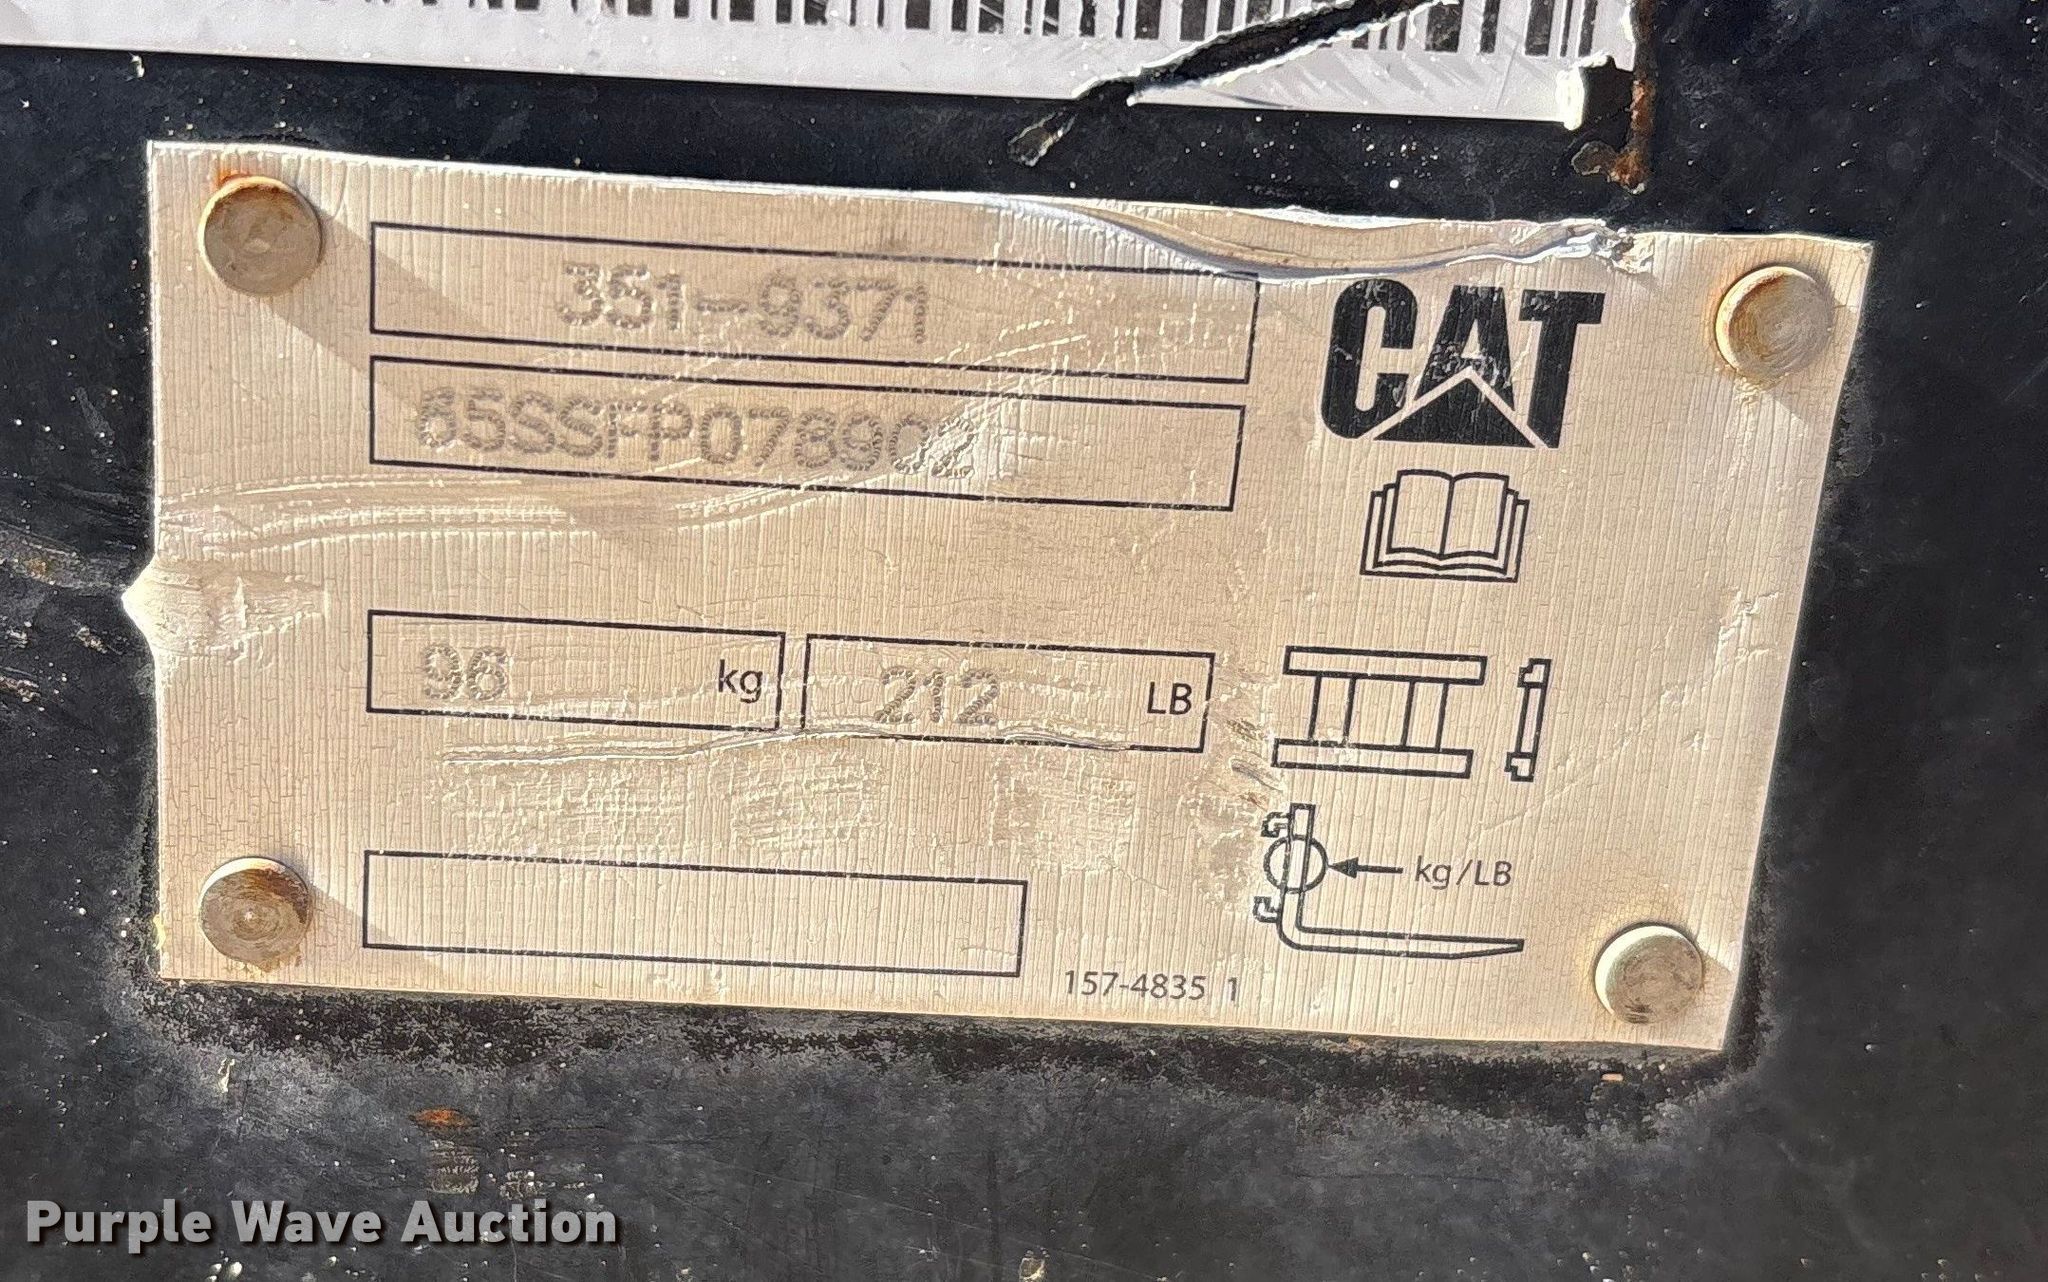 351-9371
65SSFP078902
CAT
96 kg 212 LB
kg/LB
157-4835 1
Purple Wave Auction